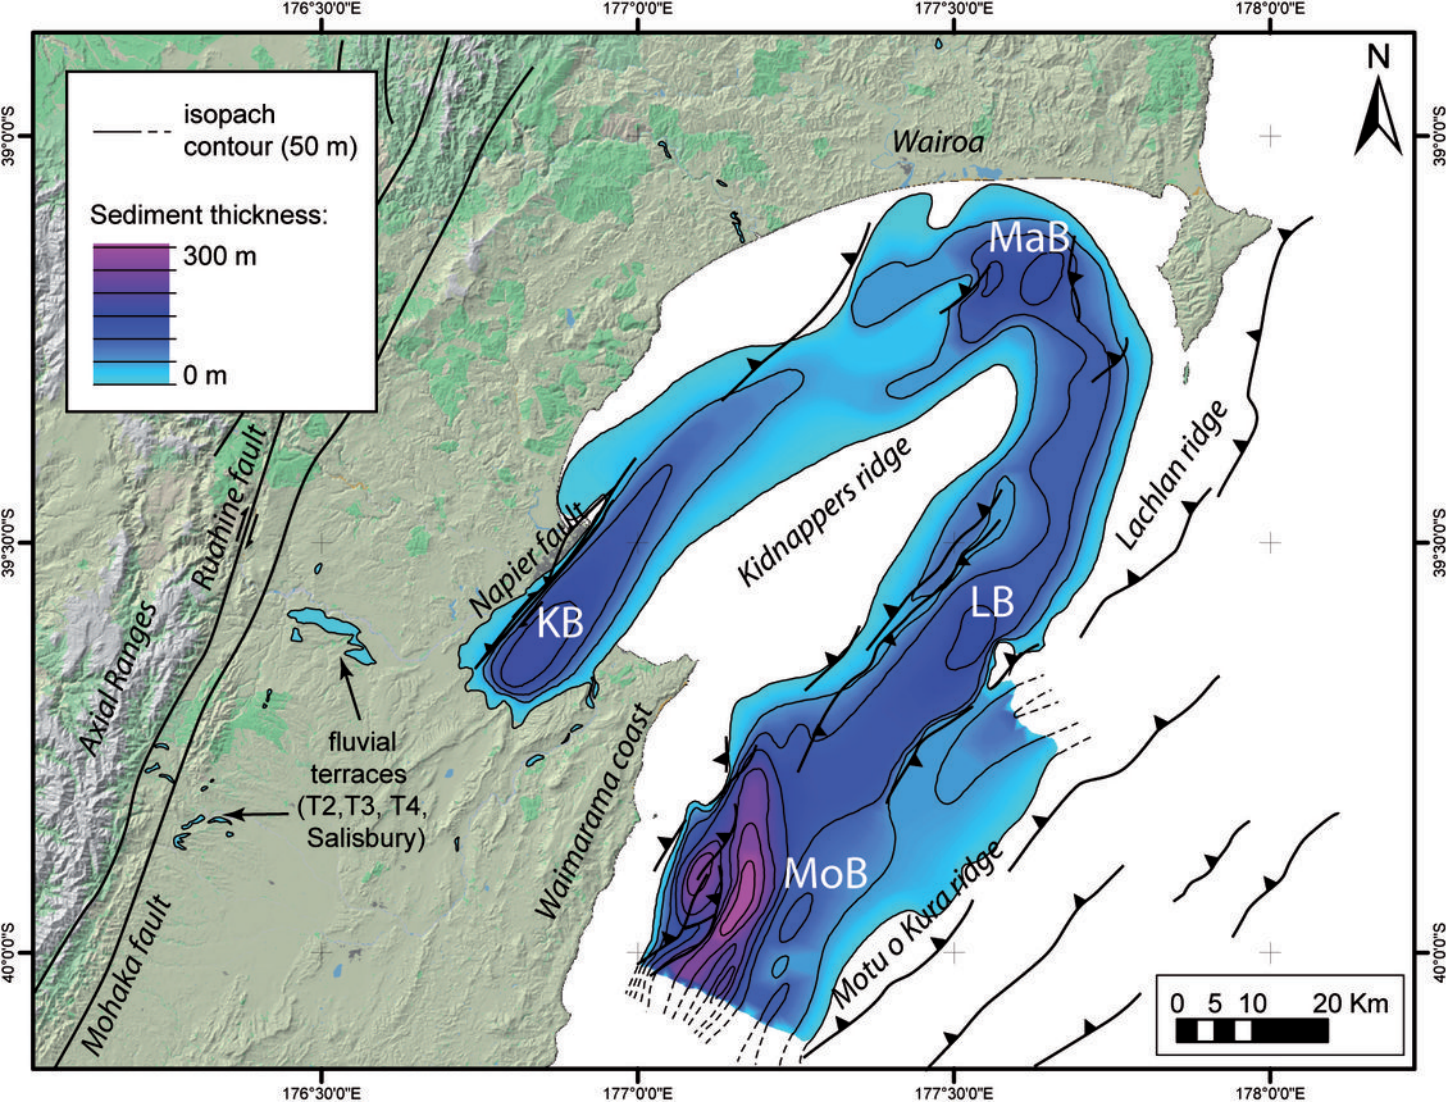 176°30'0"E
177°0'0"E
177°30'0"E
178°0'0"E
N
isopach
contour (50 m)
Sediment thickness:
300 m
0 m
39°0'0"S
39°0'0"S
Wairoa
MaB
Ruahine fault
Lachlan ridge
Kidnappers ridge
39°30'0"S
39°30'0"S
Napier fault
KB
LB
Axial Ranges
fluvial
terraces
(T2,T3, T4,
Salisbury)
Waimarama coast
MoB
Motu o Kura ridge
Mohaka fault
40°0'0"S
40°0'0"S
0 5 10 20 Km
176°30'0"E
177°0'0"E
177°30'0"E
178°0'0"E